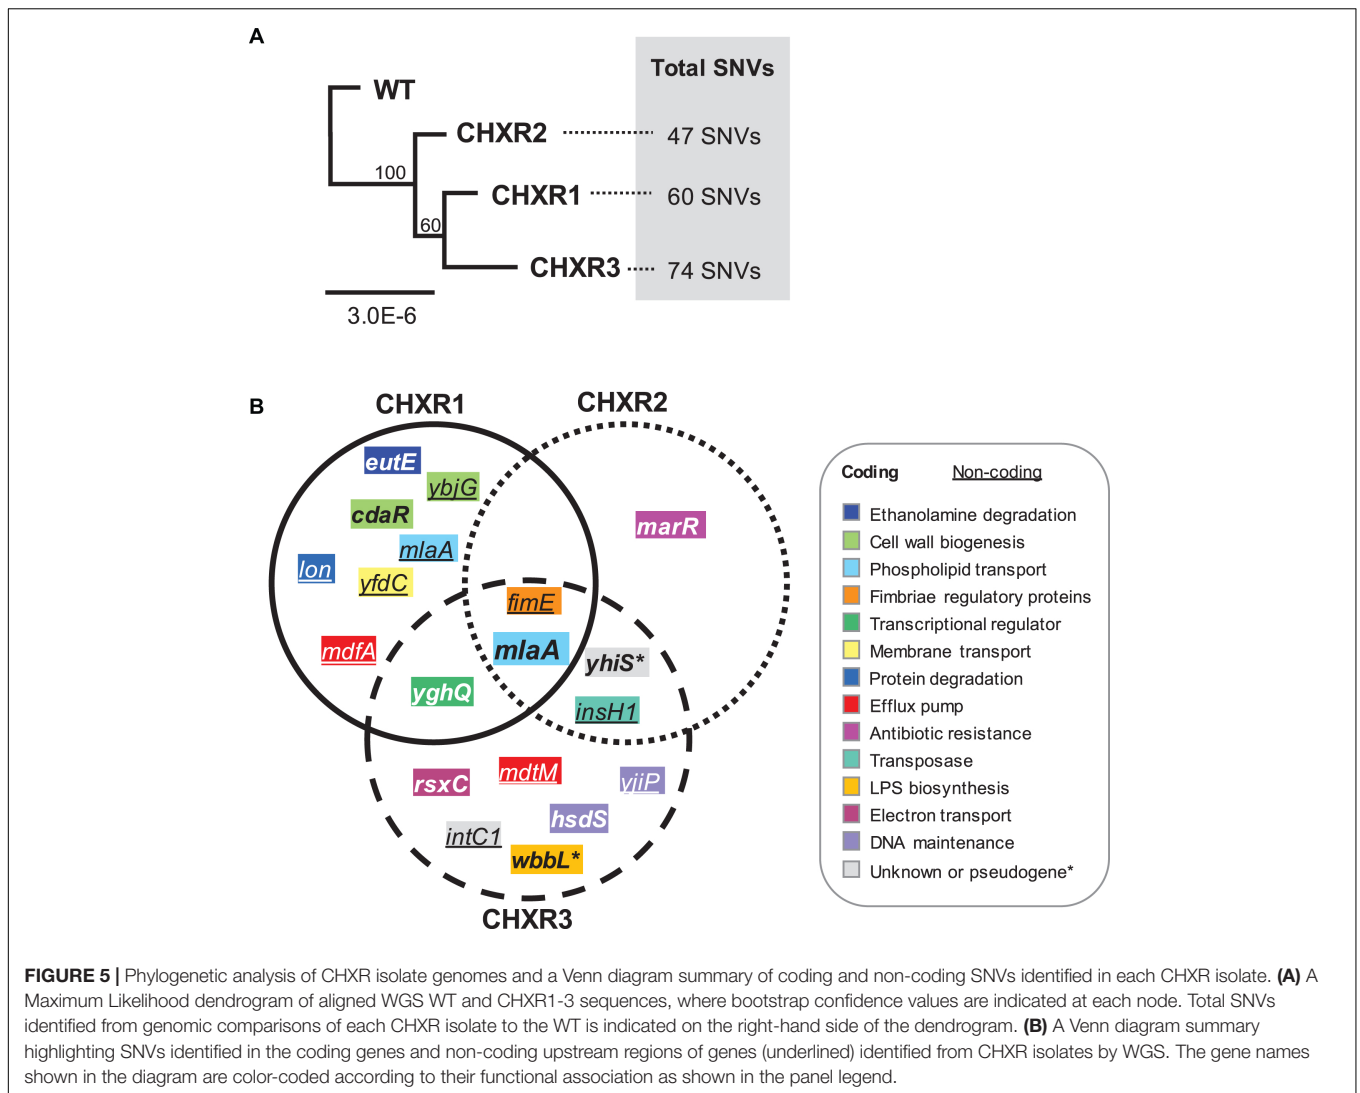 A
Total SNVs
WT
CHXR2
47 SNVs
100
CHXR1
60 SNVs
60
CHXR3
74 SNVs
3.0E-6
B
CHXR1
CHXR2
eutE
ybjG
cdaR
marR
mlaA
lon
yfdC
fimE
mdfA
mlaA
yhiS*
yghQ
insH1
rsxC
mdtM
yjiP
hsdS
intC1
wbbL*
CHXR3
Coding Non-coding
Ethanolamine degradation
Cell wall biogenesis
Phospholipid transport
Fimbriae regulatory proteins
Transcriptional regulator
Membrane transport
Protein degradation
Efflux pump
Antibiotic resistance
Transposase
LPS biosynthesis
Electron transport
DNA maintenance
Unknown or pseudogene*
FIGURE 5 | Phylogenetic analysis of CHXR isolate genomes and a Venn diagram summary of coding and non-coding SNVs identified in each CHXR isolate. (A) A
Maximum Likelihood dendrogram of aligned WGS WT and CHXR1-3 sequences, where bootstrap confidence values are indicated at each node. Total SNVs
identified from genomic comparisons of each CHXR isolate to the WT is indicated on the right-hand side of the dendrogram. (B) A Venn diagram summary
highlighting SNVs identified in the coding genes and non-coding upstream regions of genes (underlined) identified from CHXR isolates by WGS. The gene names
shown in the diagram are color-coded according to their functional association as shown in the panel legend.